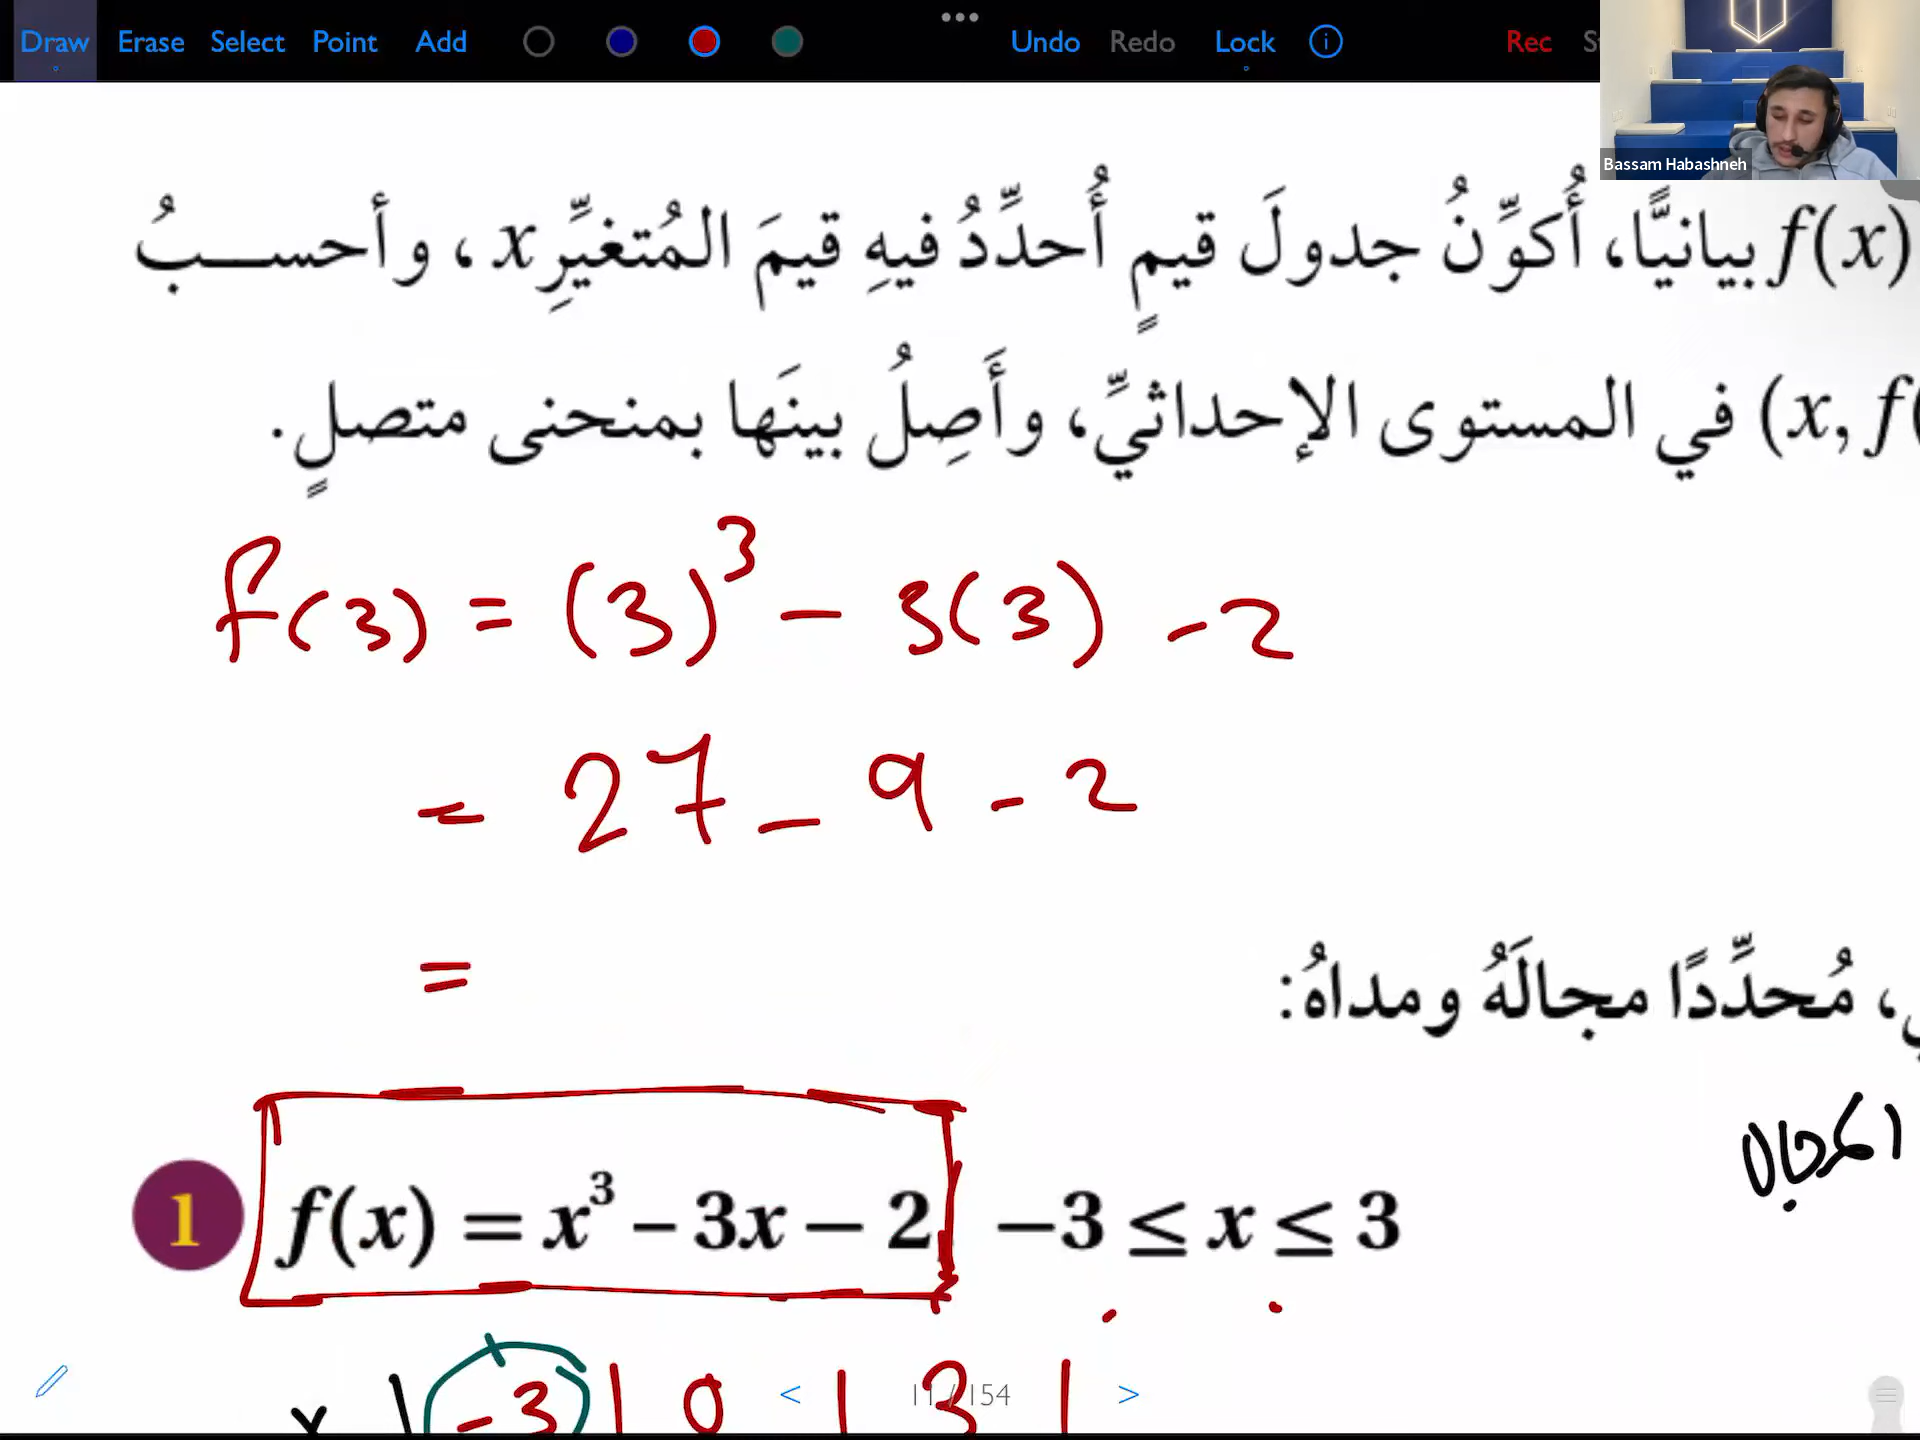 Draw Erase Select Point Add Undo Redo Lock Rec
Bassam Habashneh
f(x) بيانيًّا، أُكوِّنُ جدولَ قيمٍ أُحدِّدُ فيهِ قيمَ المُتغيِّرِ x، وأحســبُ
(x, f( في المستوى الإحداثيِّ، وأَصِلُ بينَها بمنحنى متصلٍ.
f(3) = (3)³ - 3(3) - 2
= 27 - 9 - 2
=
، مُحدِّدًا مجالَهُ ومداهُ:
المجال
1 f(x) = x³ − 3x − 2, −3 ≤ x ≤ 3
x | -3 | 0 | 3 |
< 11 / 154 >